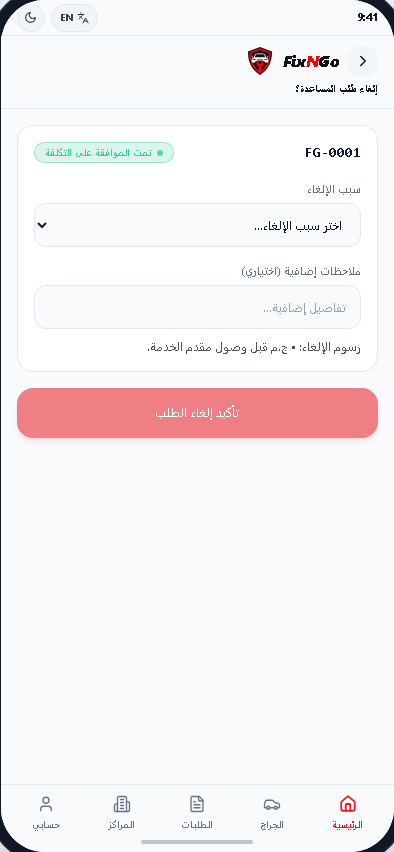 9:41
EN
FixNGo
إلغاء طلب المساعدة؟
FG-0001
تمت الموافقة على التكلفة
سبب الإلغاء
اختر سبب الإلغاء...
ملاحظات إضافية (اختياري)
تفاصيل إضافية...
رسوم الإلغاء: ٠ ج.م قبل وصول مقدم الخدمة.
تأكيد إلغاء الطلب
الرئيسية
الجراج
الطلبات
المراكز
حسابي